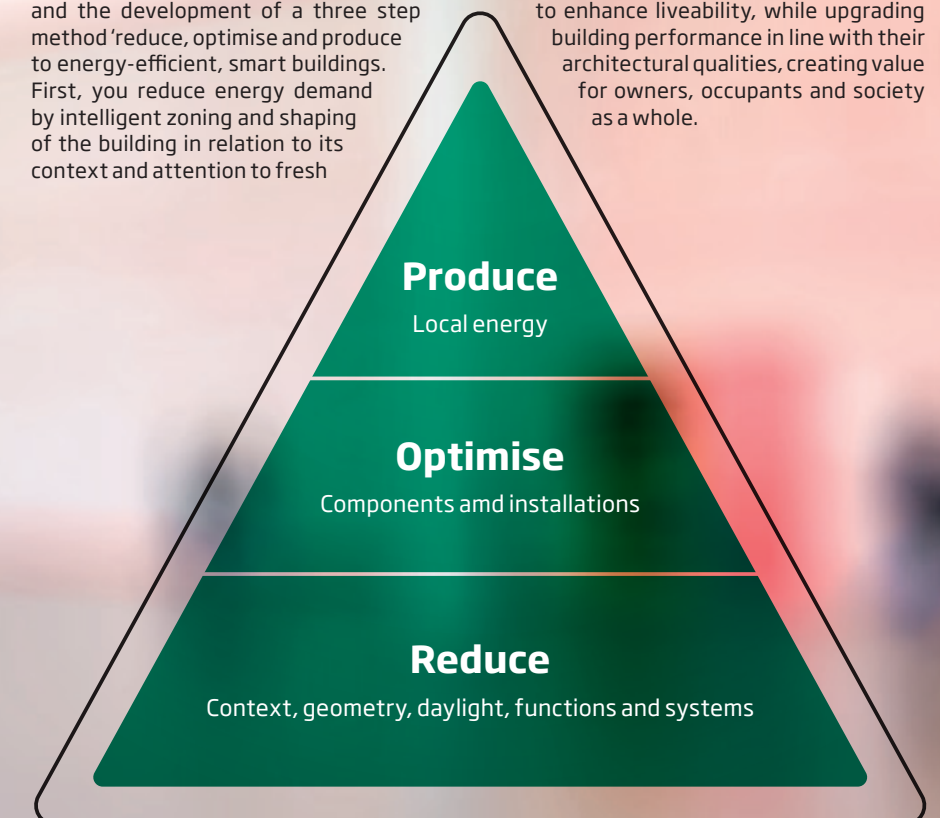 and the development of a three step
method 'reduce, optimise and produce
to energy-efficient, smart buildings.
First, you reduce energy demand
by intelligent zoning and shaping
of the building in relation to its
context and attention to fresh
to enhance liveability, while upgrading
building performance in line with their
architectural qualities, creating value
for owners, occupants and society
as a whole.
Produce
Local energy
Optimise
Components amd installations
Reduce
Context, geometry, daylight, functions and systems